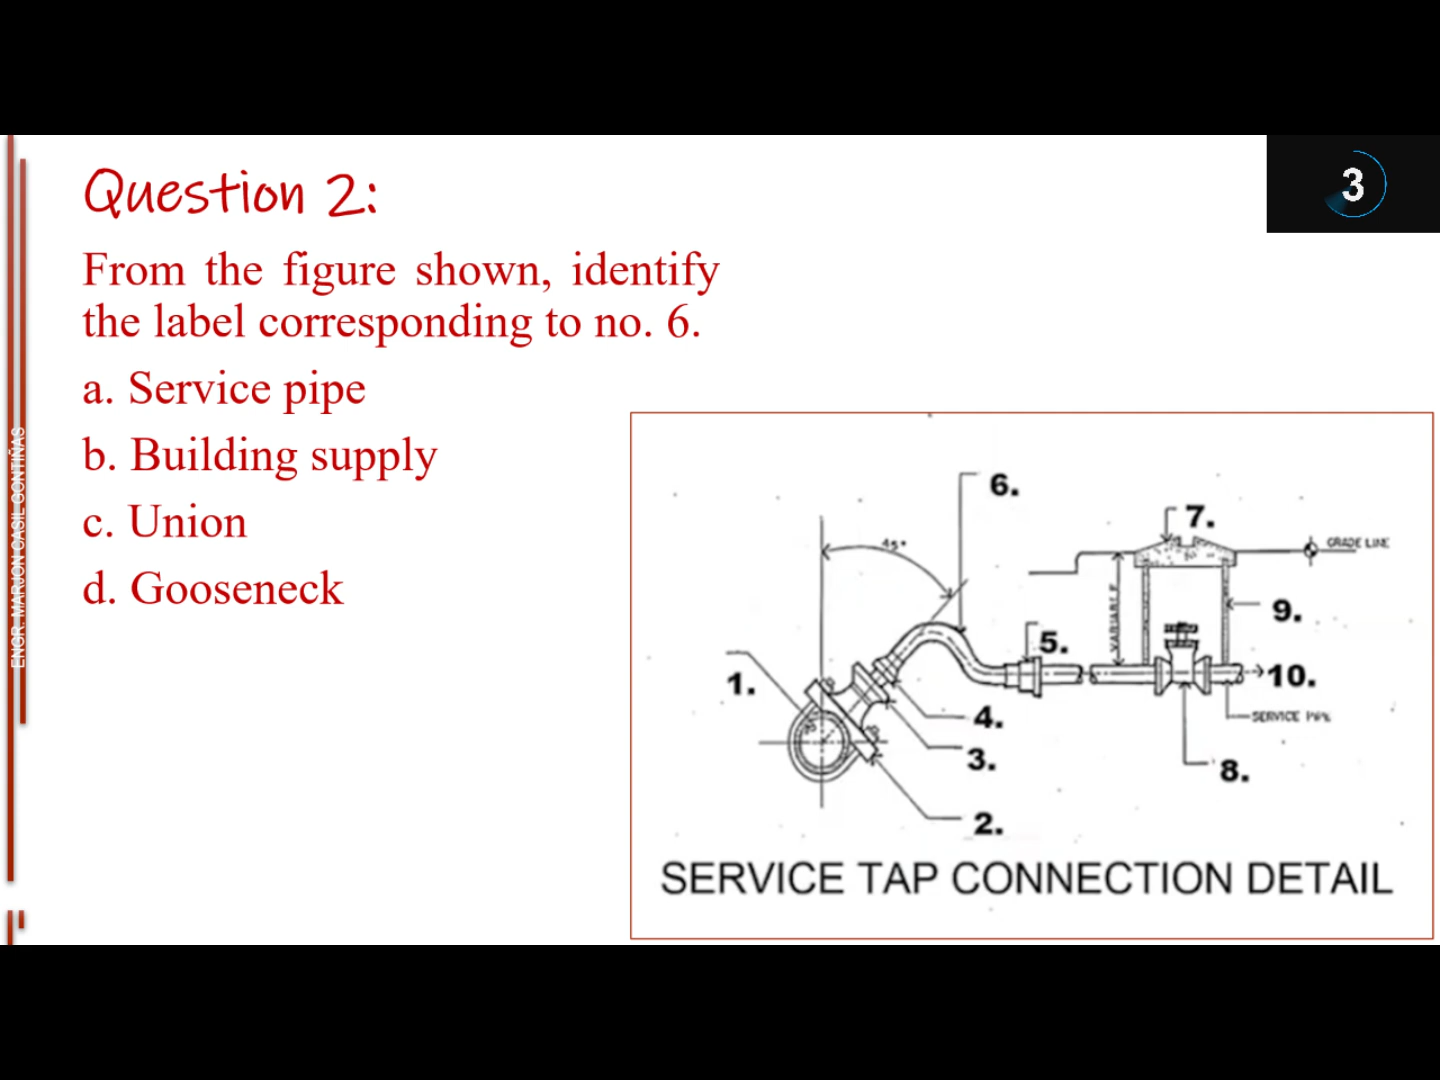 Question 2:
From the figure shown, identify
the label corresponding to no. 6.
a. Service pipe
b. Building supply
c. Union
d. Gooseneck
3
ENGR. MARJON CASIL GONTIÑAS
6.
45°
7.
GRADE LINE
VARIABLE
9.
5.
10.
1.
4.
SERVICE PIPE
3.
8.
2.
SERVICE TAP CONNECTION DETAIL